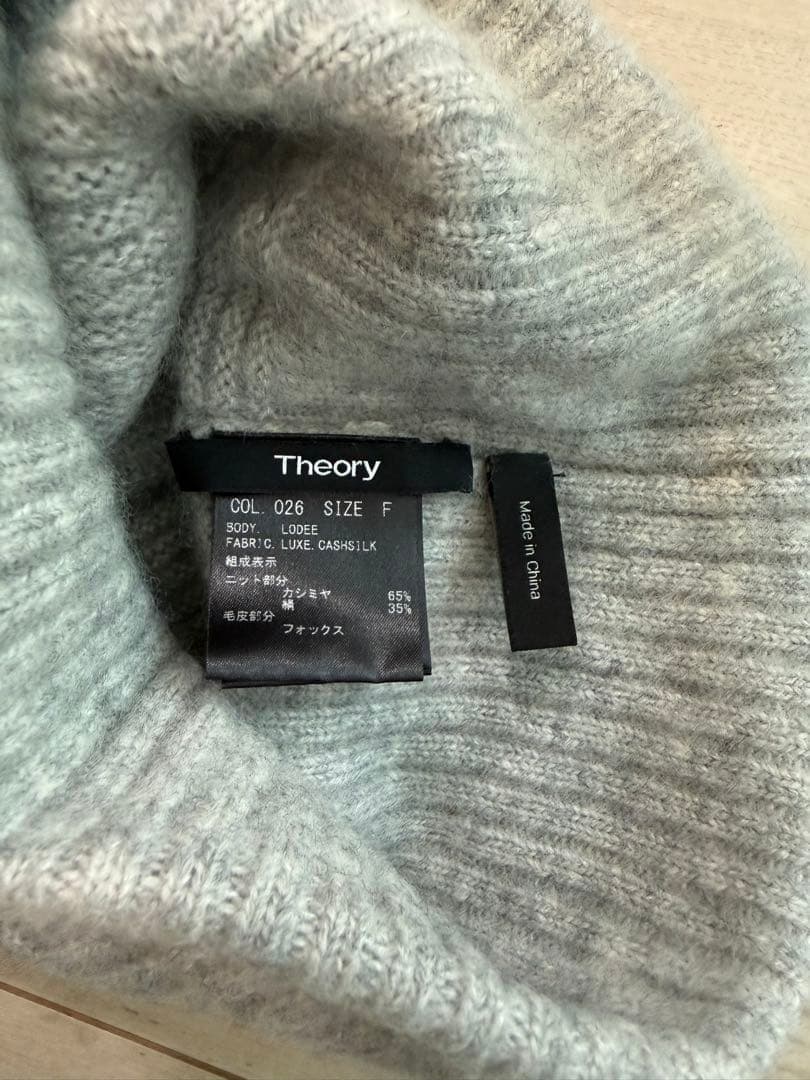 Theory
COL. 026 SIZE F
BODY. LODEE
FABRIC. LUXE. CASHSILK
組成表示
ニット部分
カシミヤ 65%
絹 35%
毛皮部分
フォックス
Made in China